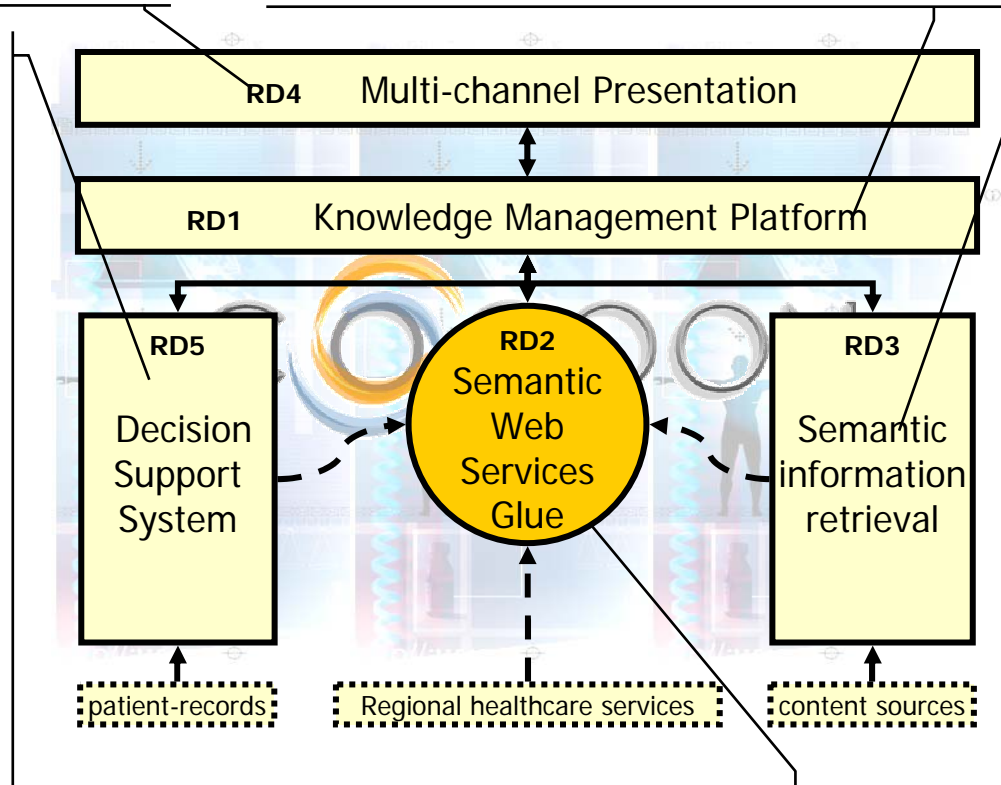 RD4 Multi-channel Presentation
RD1 Knowledge Management Platform
RD5
Decision
Support
System
RD2
Semantic
Web
Services
Glue
RD3
Semantic
information
retrieval
patient-records
Regional healthcare services
content sources